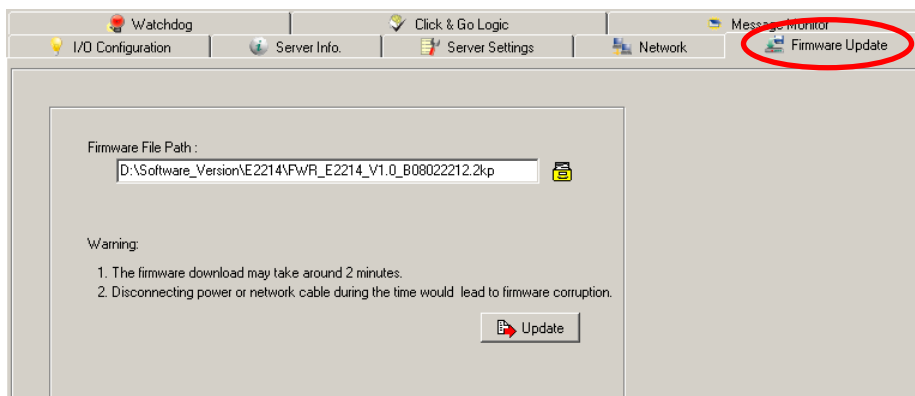 Watchdog Click & Go Logic Message Monitor
I/O Configuration Server Info. Server Settings Network Firmware Update
Firmware File Path :
D:\Software_Version\E2214\FWR_E2214_V1.0_B08022212.2kp
Warning:
1. The firmware download may take around 2 minutes.
2. Disconnecting power or network cable during the time would lead to firmware corruption.
Update